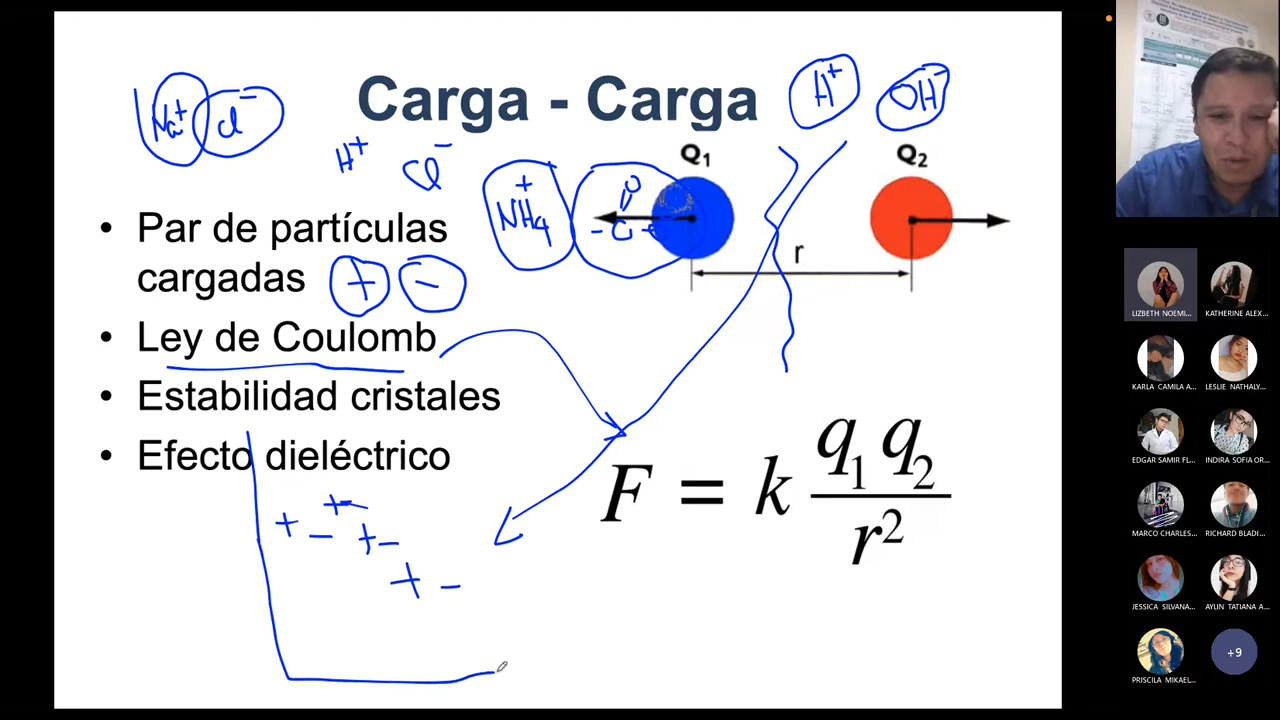 Carga - Carga
Na+ Cl-
H+ OH-
H+ Cl-
Q1 Q2
+
NH4
O
- C -
r
• Par de partículas
cargadas + -
• Ley de Coulomb
• Estabilidad cristales
• Efecto dieléctrico
F = k q1 q2 / r2
+ - + - + -
+ -
LIZBETH NOEMI...
KATHERINE ALEX...
KARLA CAMILA A...
LESLIE NATHALY...
EDGAR SAMIR FL...
INDIRA SOFIA OR...
MARCO CHARLES...
RICHARD BLADI...
JESSICA SILVANA...
AYLIN TATIANA A...
PRISCILA MIKAEL...
+9